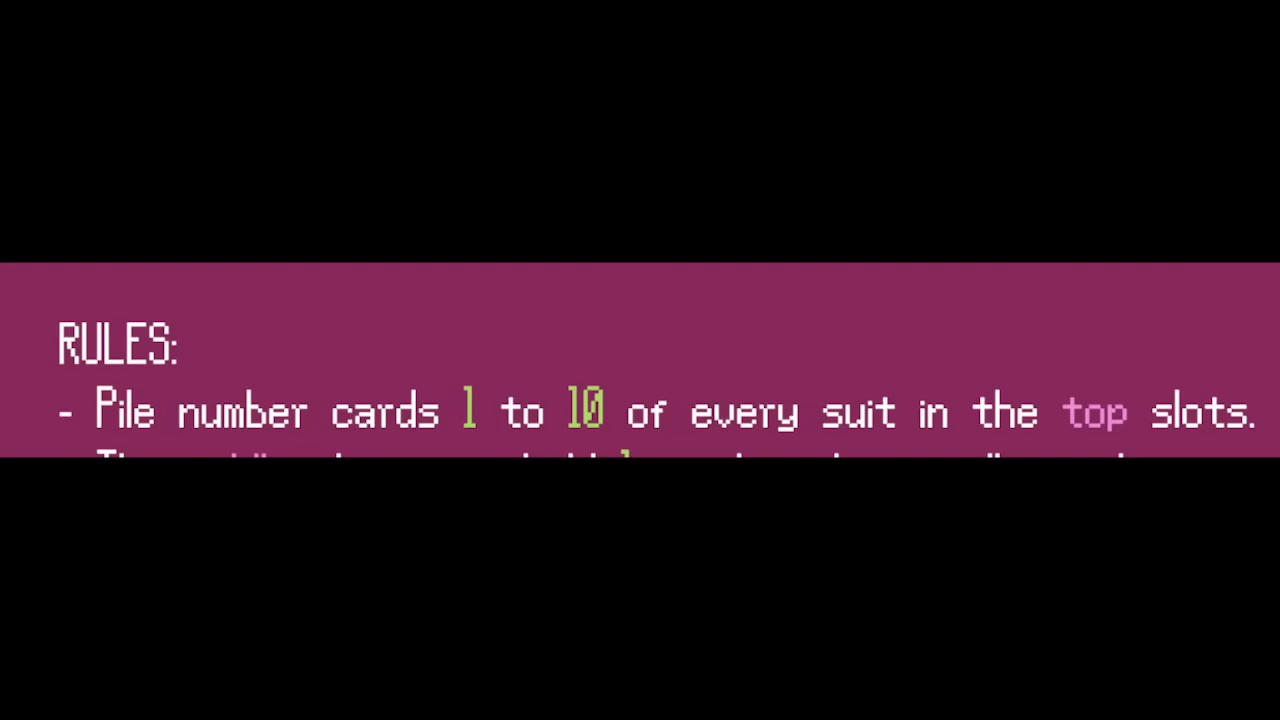 RULES:
- Pile number cards 1 to 10 of every suit in the top slots.